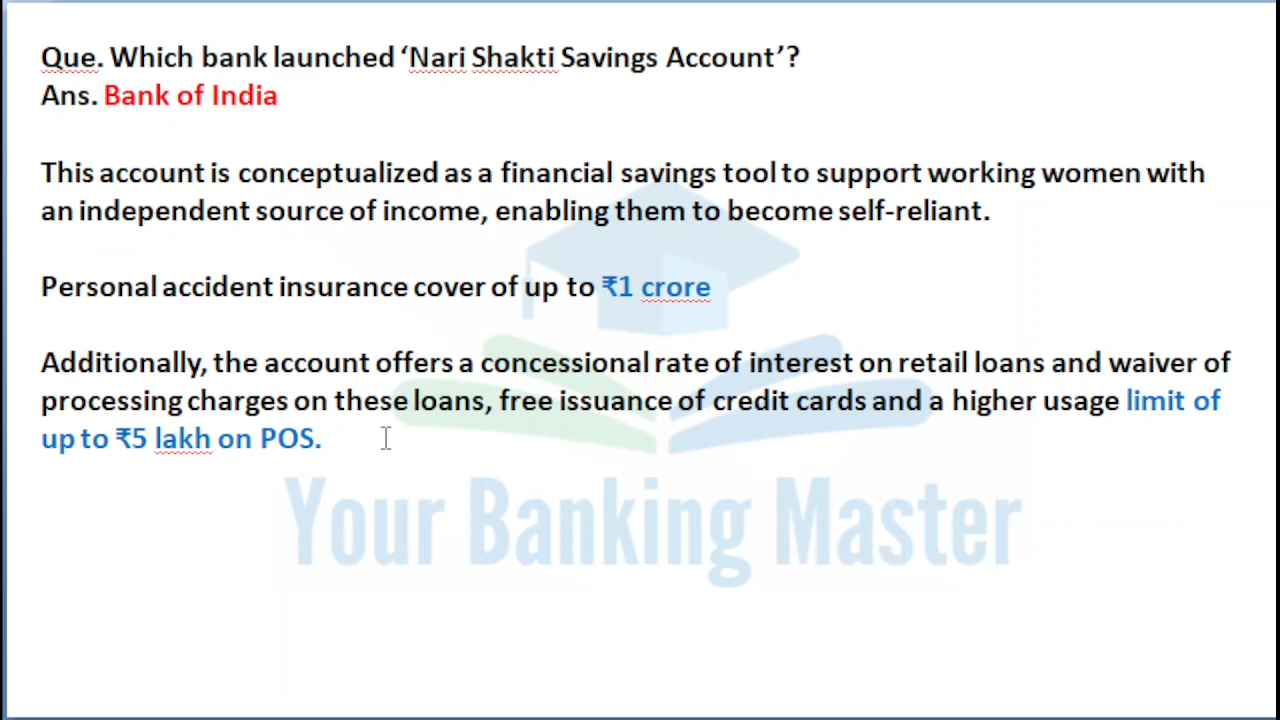 Que. Which bank launched ‘Nari Shakti Savings Account’?
Ans. Bank of India
This account is conceptualized as a financial savings tool to support working women with
an independent source of income, enabling them to become self-reliant.
Personal accident insurance cover of up to ₹1 crore
Additionally, the account offers a concessional rate of interest on retail loans and waiver of
processing charges on these loans, free issuance of credit cards and a higher usage limit of
up to ₹5 lakh on POS.
Your Banking Master